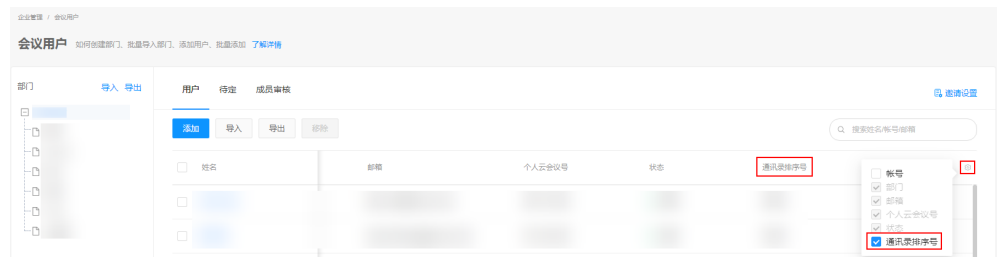 企业管理 / 会议用户
会议用户 如何创建部门、批量导入部门、添加用户、批量添加 了解详情
部门 导入 导出
用户 待定 成员审核 邀请设置
添加 导入 导出 移除 搜索姓名/帐号/邮箱
姓名 邮箱 个人云会议号 状态 通讯录排序号
帐号
部门
邮箱
个人云会议号
状态
通讯录排序号